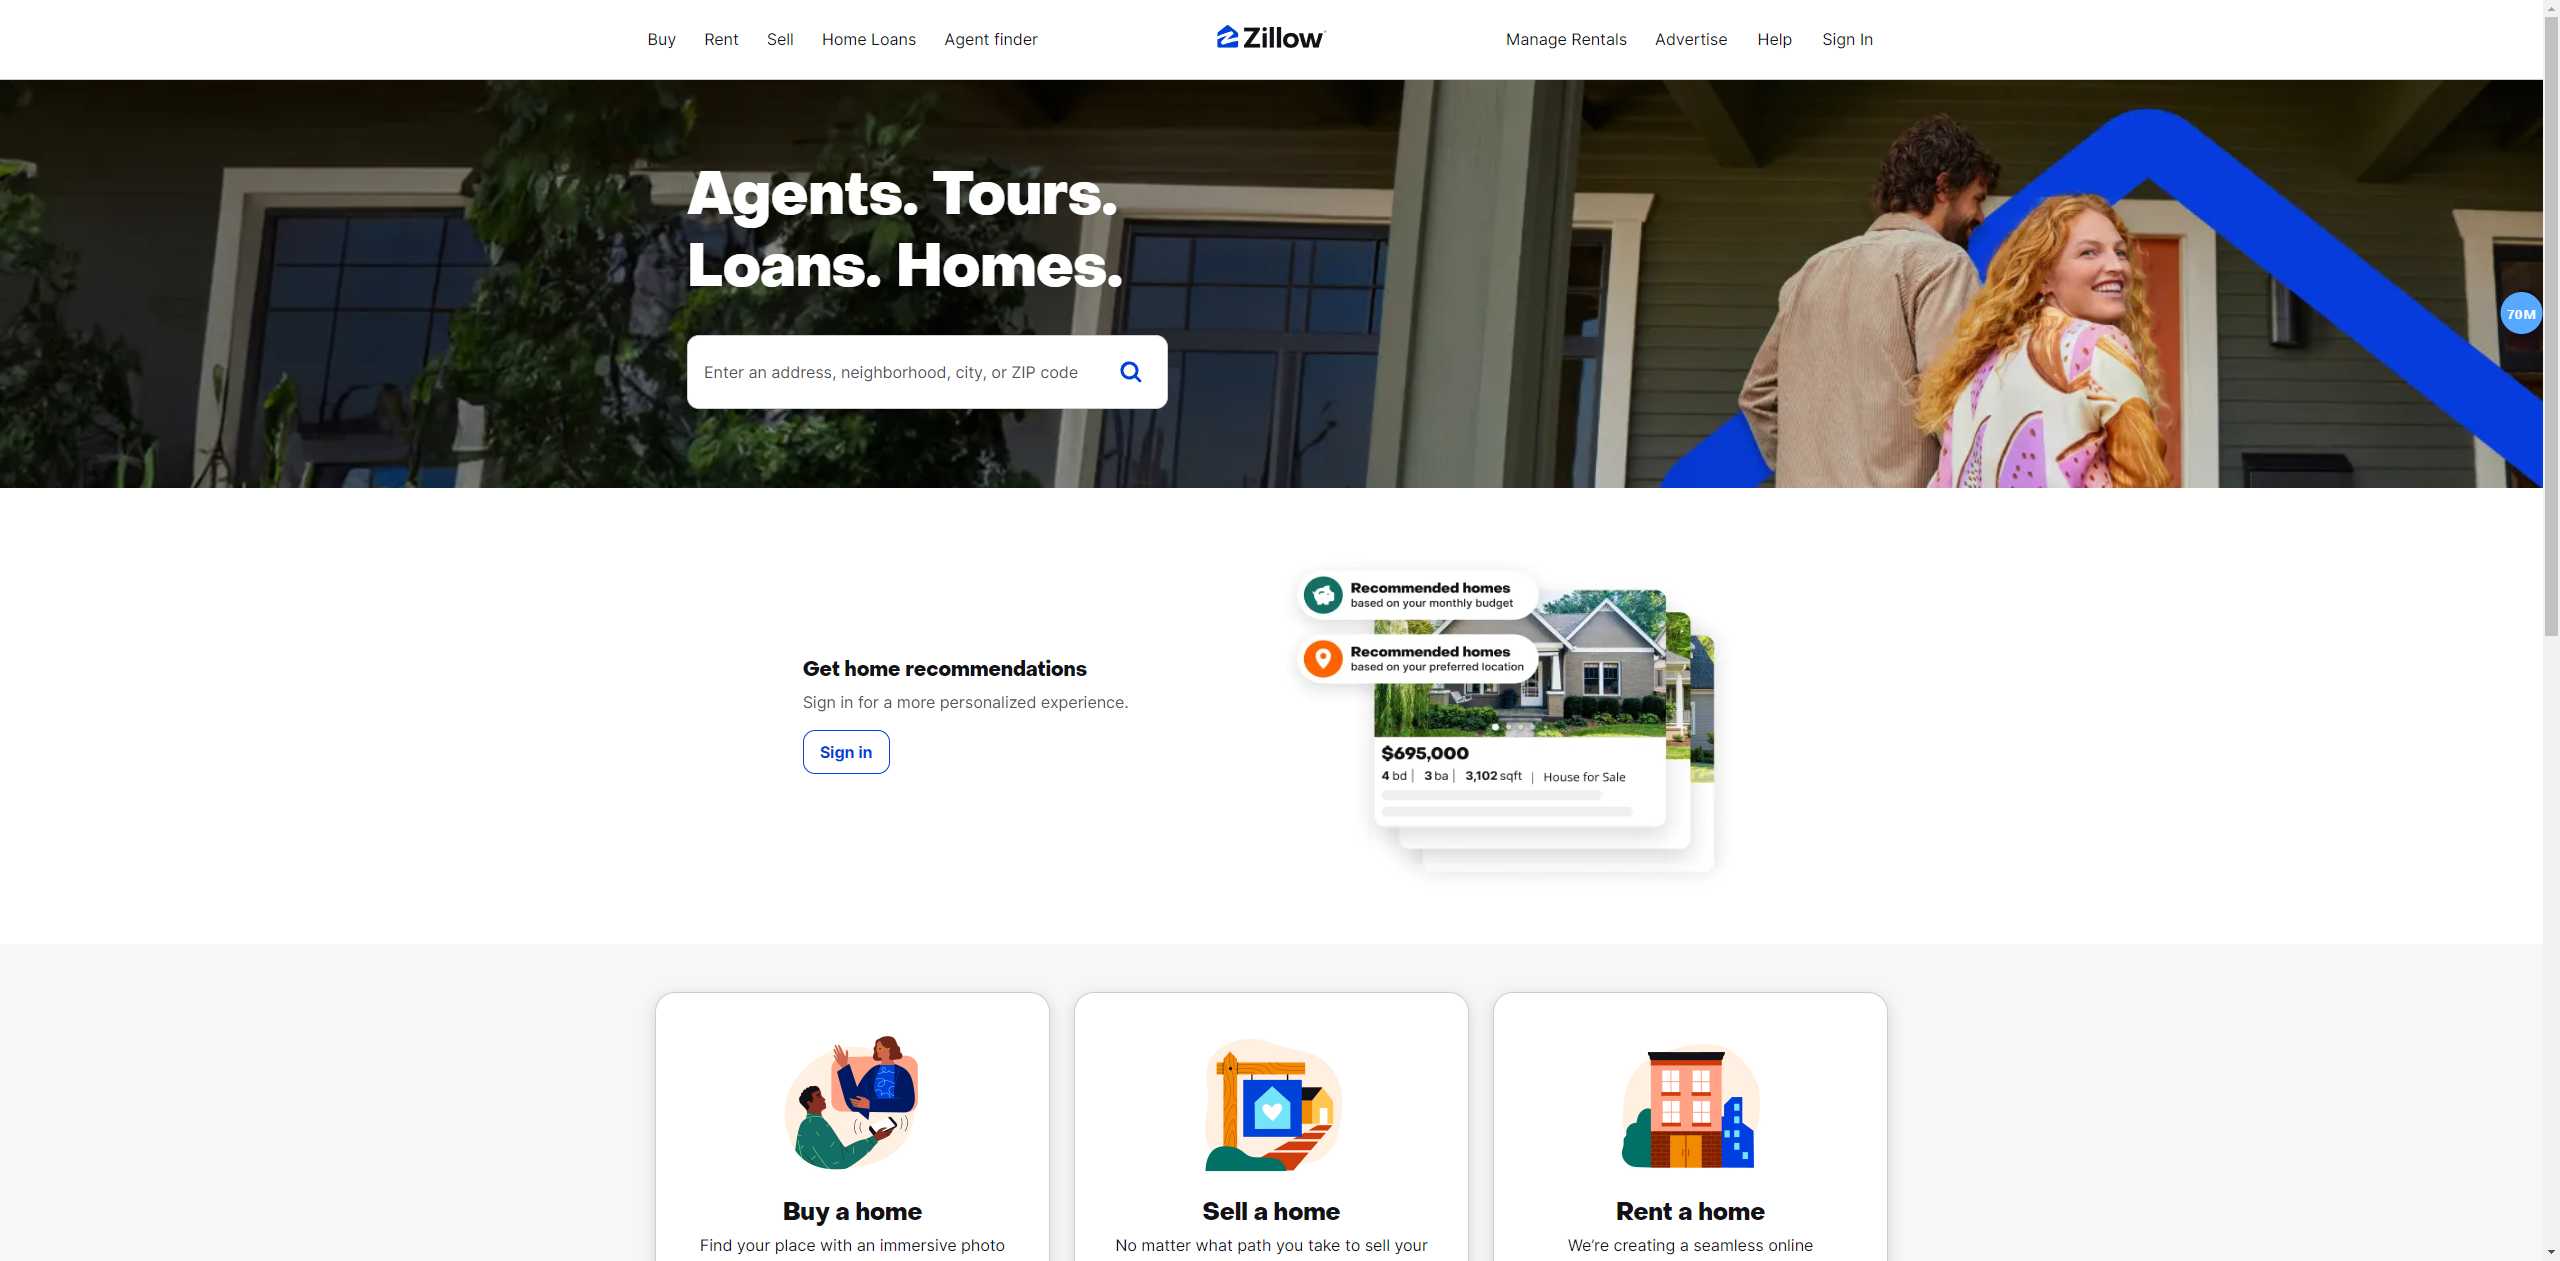 Buy
Rent
Sell
Home Loans
Agent finder
Zillow
Manage Rentals
Advertise
Help
Sign In
Agents. Tours.
Loans. Homes.
Enter an address, neighborhood, city, or ZIP code
70M
Get home recommendations
Sign in for a more personalized experience.
Sign in
Recommended homes
based on your monthly budget
Recommended homes
based on your preferred location
$695,000
4 bd | 3 ba | 3,102 sqft | House for Sale
Buy a home
Find your place with an immersive photo
Sell a home
No matter what path you take to sell your
Rent a home
We’re creating a seamless online